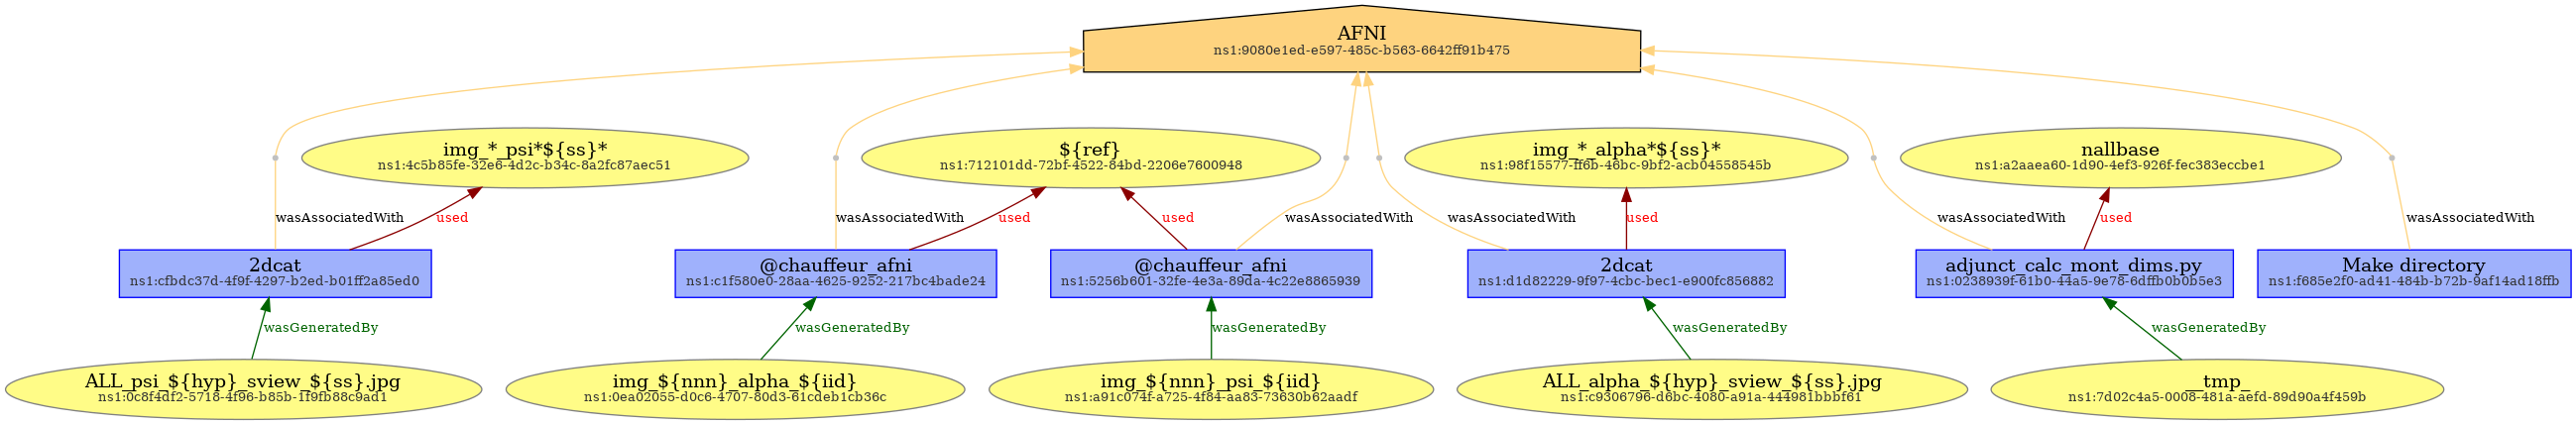 AFNI
ns1:9080e1ed-e597-485c-b563-6642ff91b475
img_*_psi*${ss}*
ns1:4c5b85fe-32e6-4d2c-b34c-8a2fc87aec51
${ref}
ns1:712101dd-72bf-4522-84bd-2206e7600948
img_*_alpha*${ss}*
ns1:98f15577-ff6b-46bc-9bf2-acb04558545b
nallbase
ns1:a2aaea60-1d90-4ef3-926f-fec383eccbe1
wasAssociatedWith
used
wasAssociatedWith
used
used
wasAssociatedWith
wasAssociatedWith
used
wasAssociatedWith
used
wasAssociatedWith
2dcat
ns1:cfbdc37d-4f9f-4297-b2ed-b01ff2a85ed0
@chauffeur_afni
ns1:c1f580e0-28aa-4625-9252-217bc4bade24
@chauffeur_afni
ns1:5256b601-32fe-4e3a-89da-4c22e8865939
2dcat
ns1:d1d82229-9f97-4cbc-bec1-e900fc856882
adjunct_calc_mont_dims.py
ns1:0238939f-61b0-44a5-9e78-6dffb0b0b5e3
Make directory
ns1:f685e2f0-ad41-484b-b72b-9af14ad18ffb
wasGeneratedBy
wasGeneratedBy
wasGeneratedBy
wasGeneratedBy
wasGeneratedBy
ALL_psi_${hyp}_sview_${ss}.jpg
ns1:0c8f4df2-5718-4f96-b85b-1f9fb88c9ad1
img_${nnn}_alpha_${iid}
ns1:0ea02055-d0c6-4707-80d3-61cdeb1cb36c
img_${nnn}_psi_${iid}
ns1:a91c074f-a725-4f84-aa83-73630b62aadf
ALL_alpha_${hyp}_sview_${ss}.jpg
ns1:c9306796-d6bc-4080-a91a-444981bbbf61
__tmp_
ns1:7d02c4a5-0008-481a-aefd-89d90a4f459b